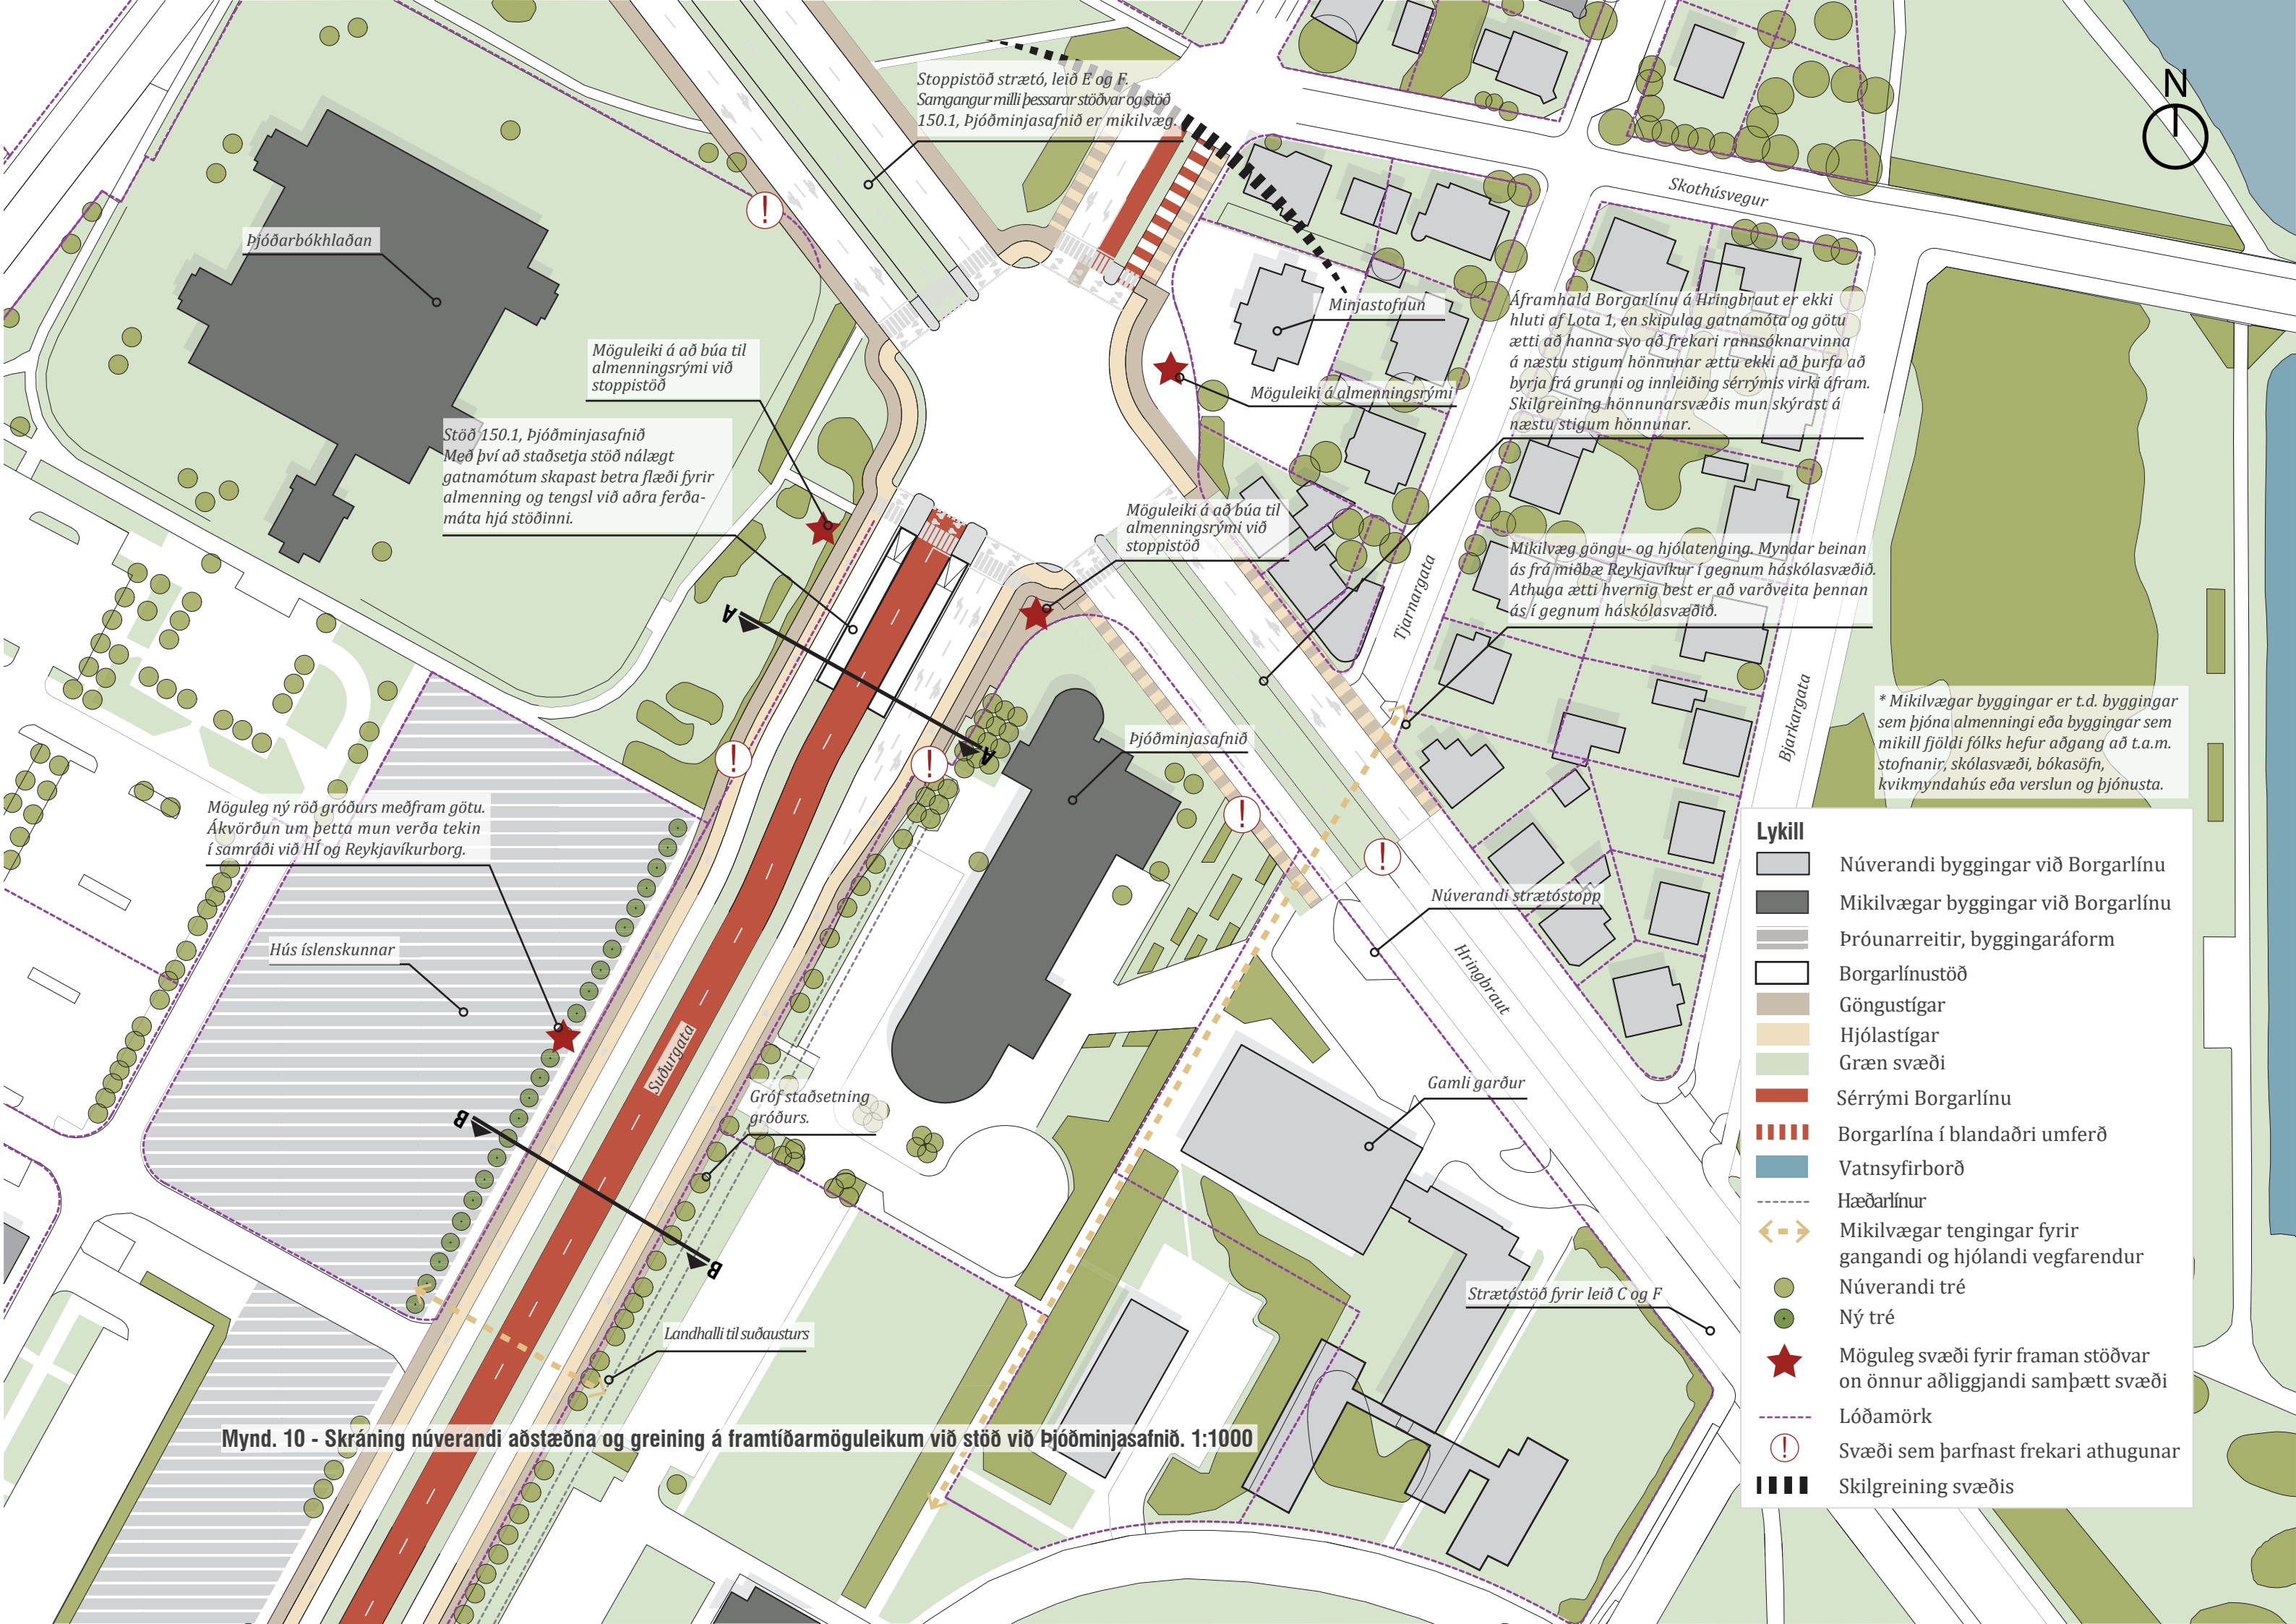 N
Stoppistöð strætó, leið E og F.
Samgangur milli þessarar stöðvar og stöð
150.1, Þjóðminjasafnið er mikilvæg.
Skothúsvegur
Þjóðarbókhlaðan
Minjastofnun
Áframhald Borgarlínu á Hringbraut er ekki
hluti af Lota 1, en skipulag gatnamóta og götu
ætti að hanna svo að frekari rannsóknarvinna
á næstu stigum hönnunar ættu ekki að þurfa að
byrja frá grunni og innleiðing sérrýmis virki áfram.
Skilgreining hönnunarsvæðis mun skýrast á
næstu stigum hönnunar.
Möguleiki á að búa til
almenningsrými við
stoppistöð
Möguleiki á almenningsrými
Stöð 150.1, Þjóðminjasafnið
Með því að staðsetja stöð nálægt
gatnamótum skapast betra flæði fyrir
almenning og tengsl við aðra ferða-
máta hjá stöðinni.
Möguleiki á að búa til
almenningsrými við
stoppistöð
Mikilvæg göngu- og hjólatenging. Myndar beinan
ás frá miðbæ Reykjavíkur í gegnum háskólasvæðið.
Athuga ætti hvernig best er að varðveita þennan
ás í gegnum háskólasvæðið.
Tjarnargata
Bjarkargata
A
A
!
!
!
!
!
Þjóðminjasafnið
* Mikilvægar byggingar er t.d. byggingar
sem þjóna almenningi eða byggingar sem
mikill fjöldi fólks hefur aðgang að t.a.m.
stofnanir, skólasvæði, bókasöfn,
kvikmyndahús eða verslun og þjónusta.
Möguleg ný röð gróðurs meðfram götu.
Ákvörðun um þetta mun verða tekin
í samráði við HÍ og Reykjavíkurborg.
Núverandi strætóstopp
Hús íslenskunnar
Hringbraut
Suðurgata
Gamli garður
Gróf staðsetning
gróðurs.
B
B
Strætóstöð fyrir leið C og F
Landhalli til suðausturs
Mynd. 10 - Skráning núverandi aðstæðna og greining á framtíðarmöguleikum við stöð við Þjóðminjasafnið. 1:1000
Lykill
Núverandi byggingar við Borgarlínu
Mikilvægar byggingar við Borgarlínu
Þróunarreitir, byggingaráform
Borgarlínustöð
Göngustígar
Hjólastígar
Græn svæði
Sérrými Borgarlínu
Borgarlína í blandaðri umferð
Vatnsyfirborð
Hæðarlínur
Mikilvægar tengingar fyrir
gangandi og hjólandi vegfarendur
Núverandi tré
Ný tré
Möguleg svæði fyrir framan stöðvar
on önnur aðliggjandi samþætt svæði
Lóðamörk
! Svæði sem þarfnast frekari athugunar
Skilgreining svæðis